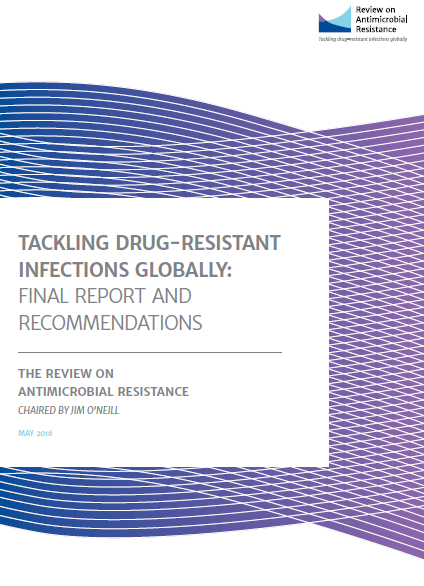 Review on
Antimicrobial
Resistance
Tackling drug-resistant infections globally
TACKLING DRUG-RESISTANT
INFECTIONS GLOBALLY:
FINAL REPORT AND
RECOMMENDATIONS
THE REVIEW ON
ANTIMICROBIAL RESISTANCE
CHAIRED BY JIM O'NEILL
MAY 2016